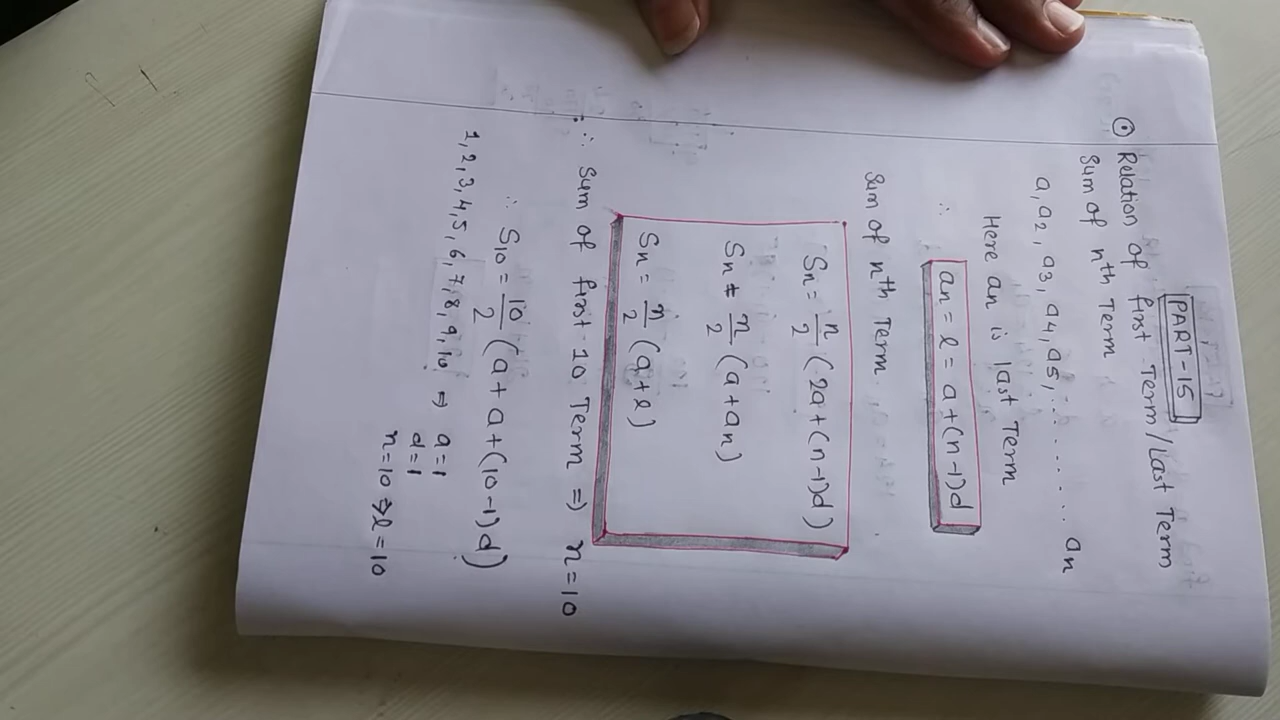 PART-15
⊙ Relation of first Term/Last Term
Sum of nth Term
a, a2, a3, a4, a5, ......... an
Here an is last Term
∴ an = l = a+(n-1)d
Sum of nth Term.
Sn = n/2 (2a+(n-1)d)
Sn = n/2 (a+an)
Sn = n/2 (a+l)
∴ Sum of first 10 Term ⇒ n=10
∴ S10 = 10/2 (a+a+(10-1)d)
1,2,3,4,5,6,7,8,9,10 ⇒ a=1
d=1
n=10 ⇒ l=10